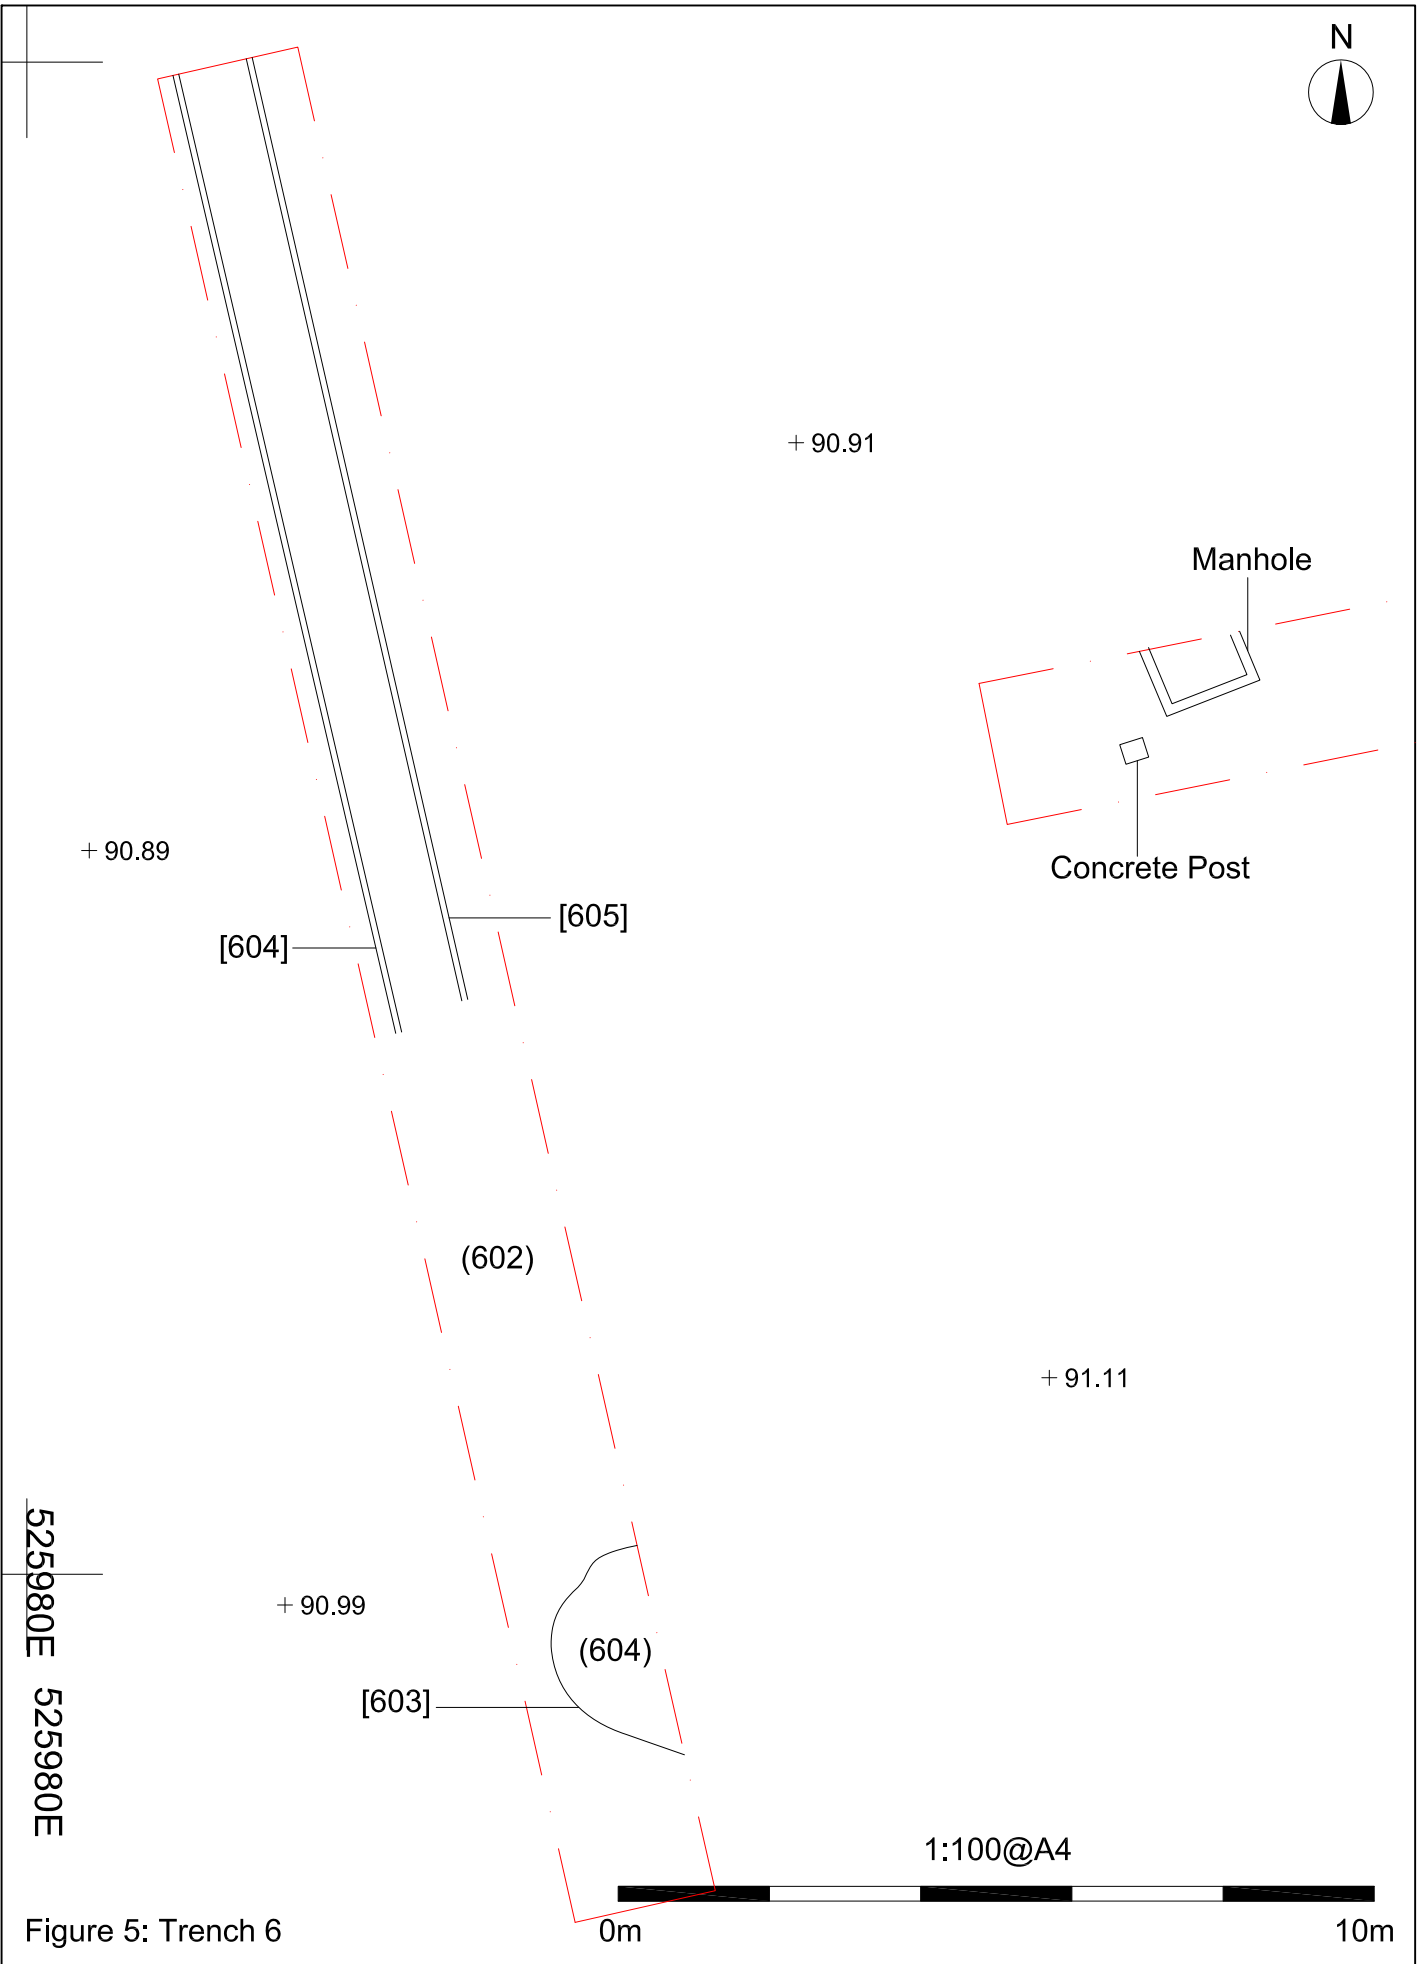 N
+ 90.91
Manhole
+ 90.89
Concrete Post
[605]
[604]
(602)
+ 91.11
525980E 525980E
+ 90.99
(604)
[603]
1:100@A4
Figure 5: Trench 6
0m
10m